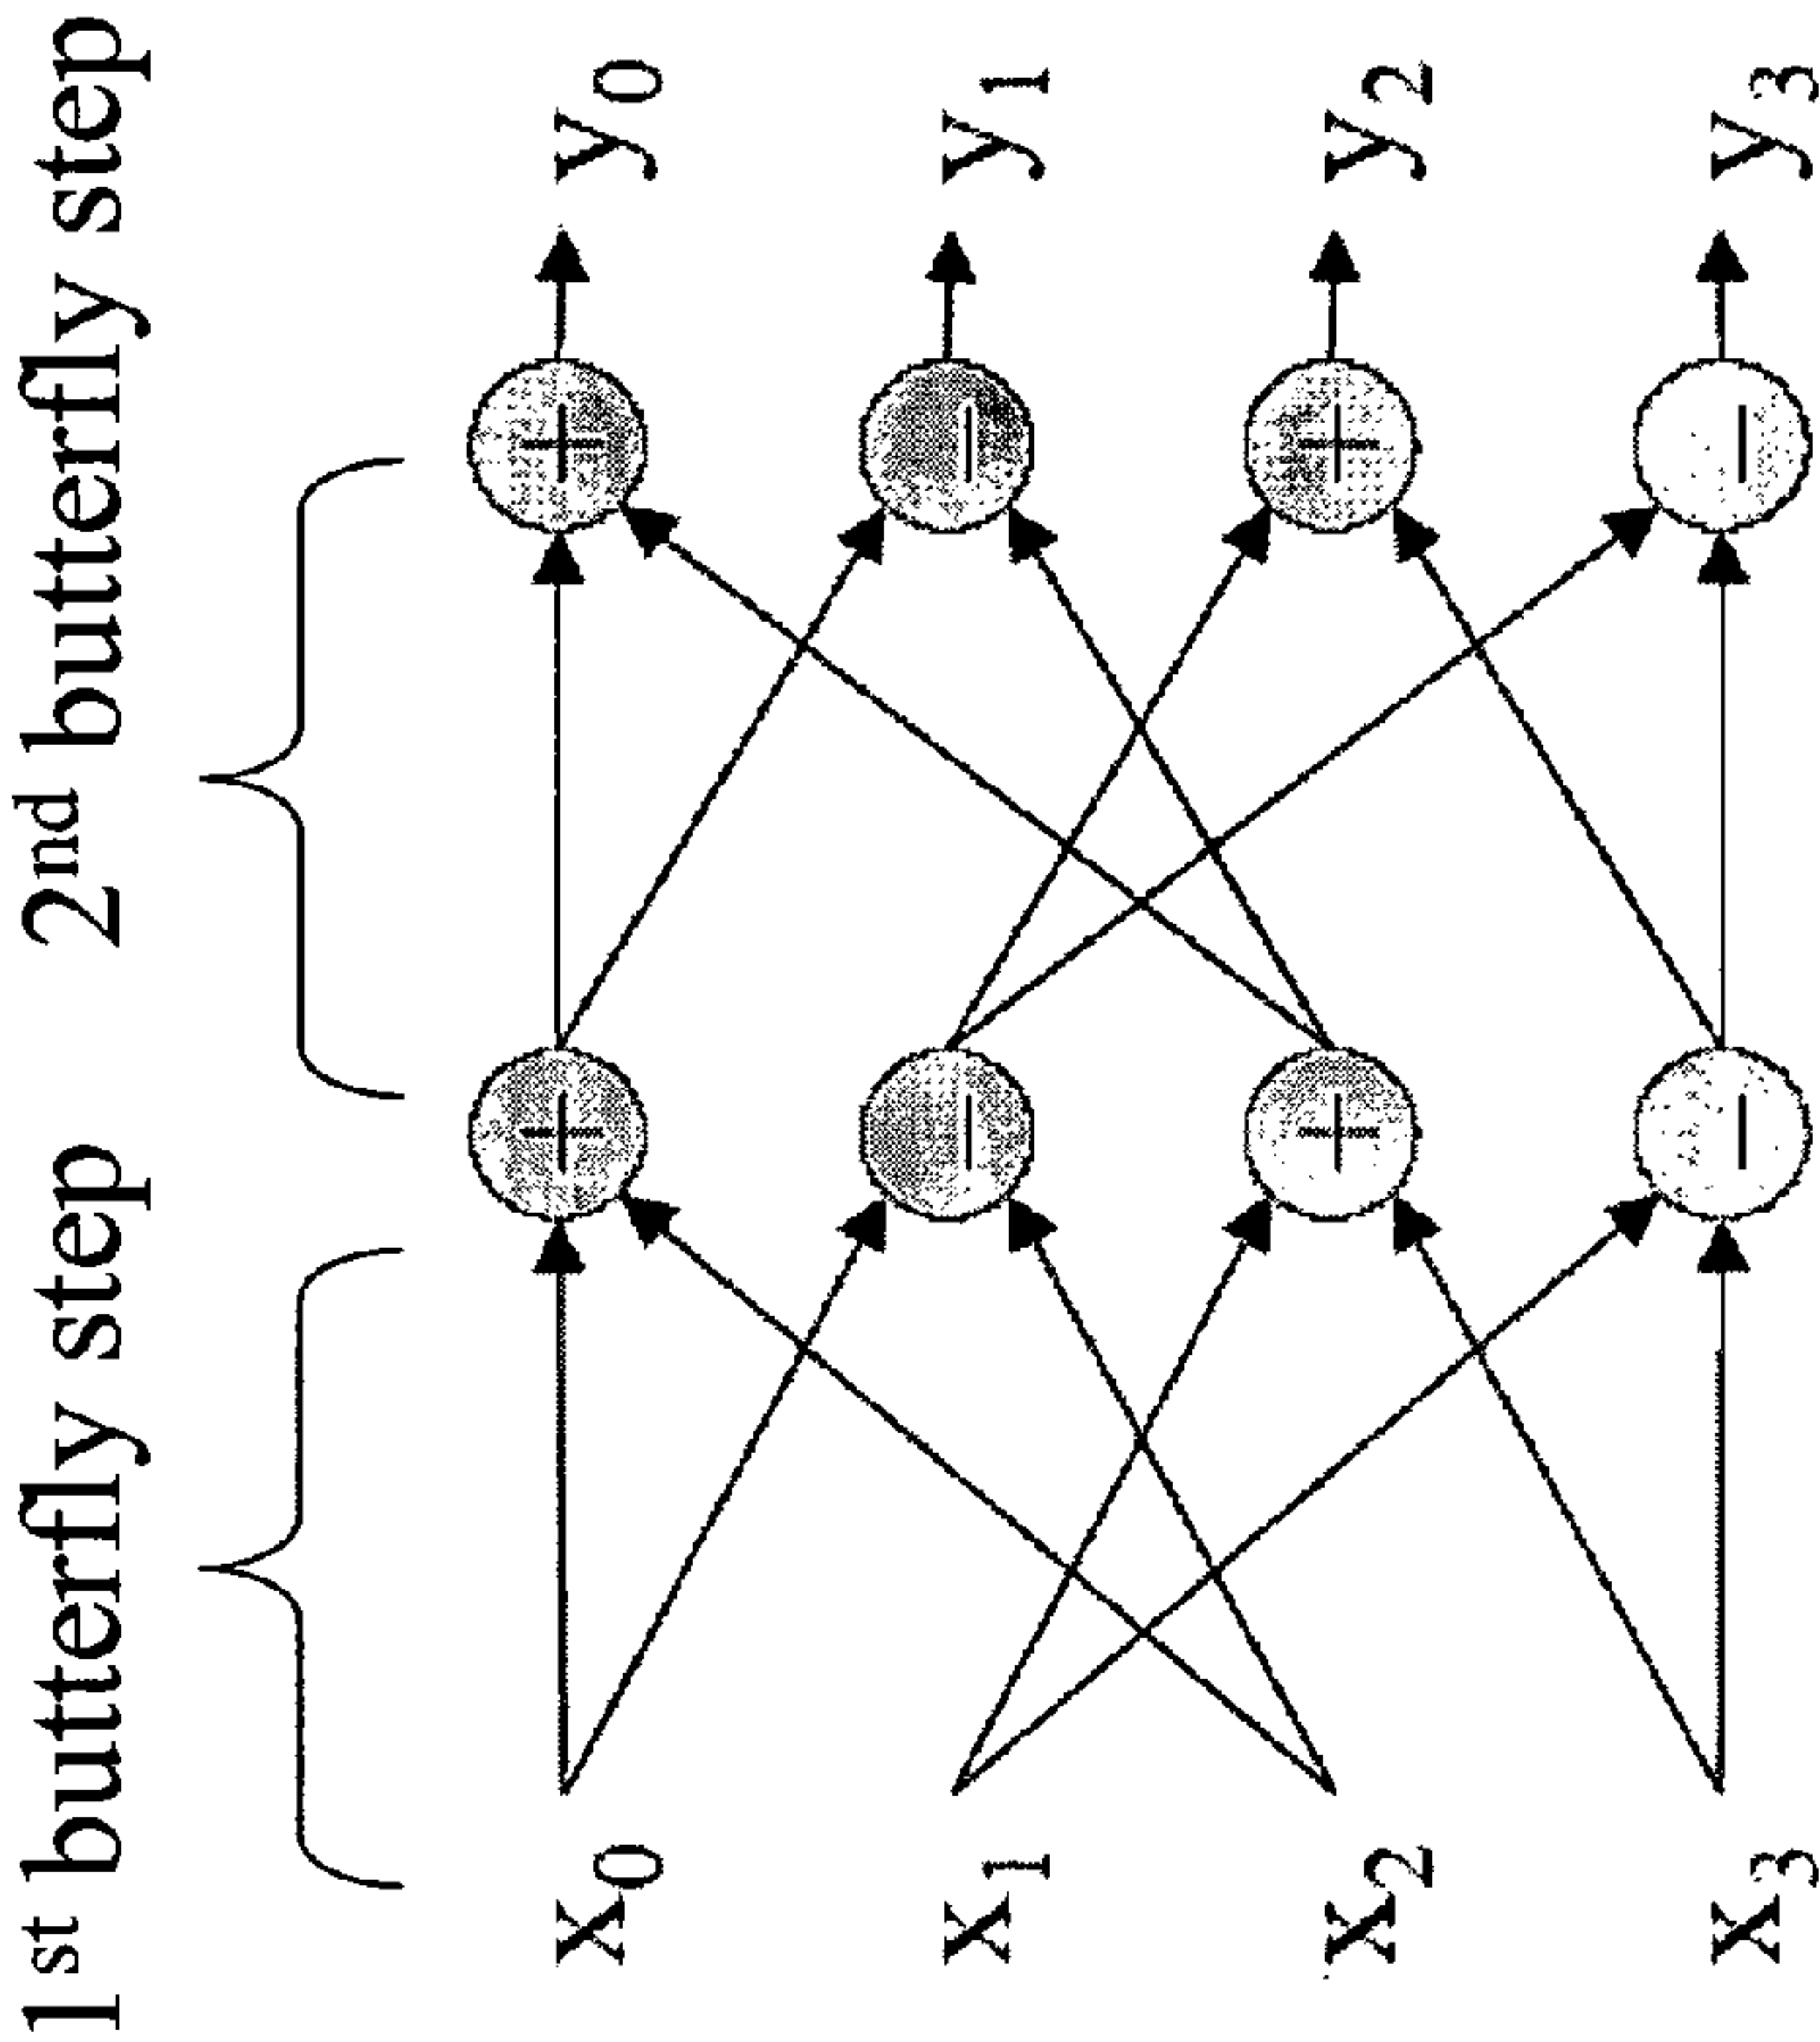 1st butterfly step 2nd butterfly step
x0 + + y0
x1 − − y1
x2 + + y2
x3 − − y3